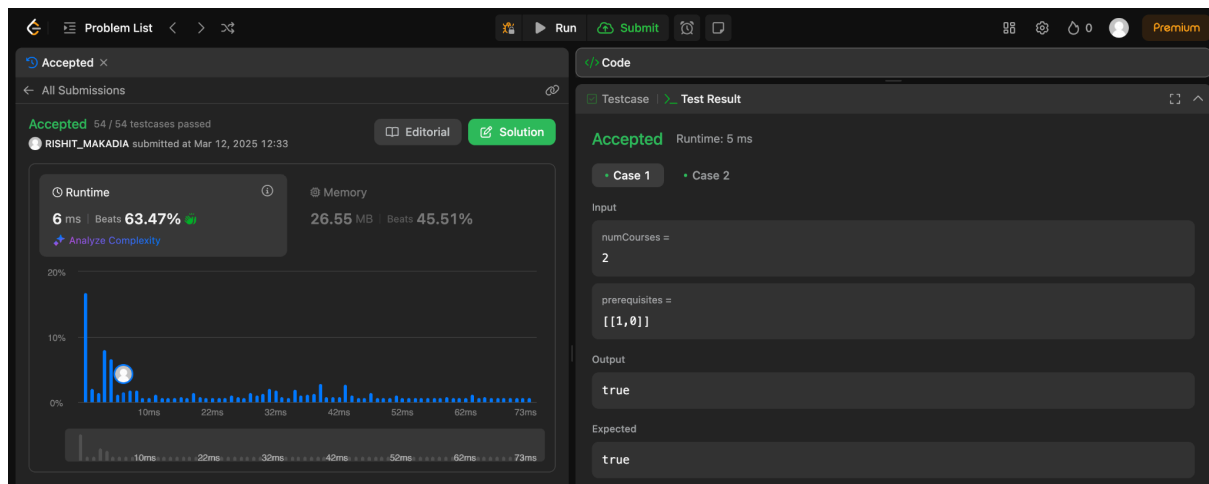 Problem List
Run
Submit
0
Premium
Accepted
All Submissions
Accepted 54 / 54 testcases passed
RISHIT_MAKADIA submitted at Mar 12, 2025 12:33
Editorial
Solution
Runtime
6 ms | Beats 63.47%
Analyze Complexity
Memory
26.55 MB | Beats 45.51%
20%
10%
0%
10ms 22ms 32ms 42ms 52ms 62ms 73ms
10ms 22ms 32ms 42ms 52ms 62ms 73ms
</> Code
Testcase | >_ Test Result
Accepted Runtime: 5 ms
• Case 1 • Case 2
Input
numCourses =
2
prerequisites =
[[1,0]]
Output
true
Expected
true